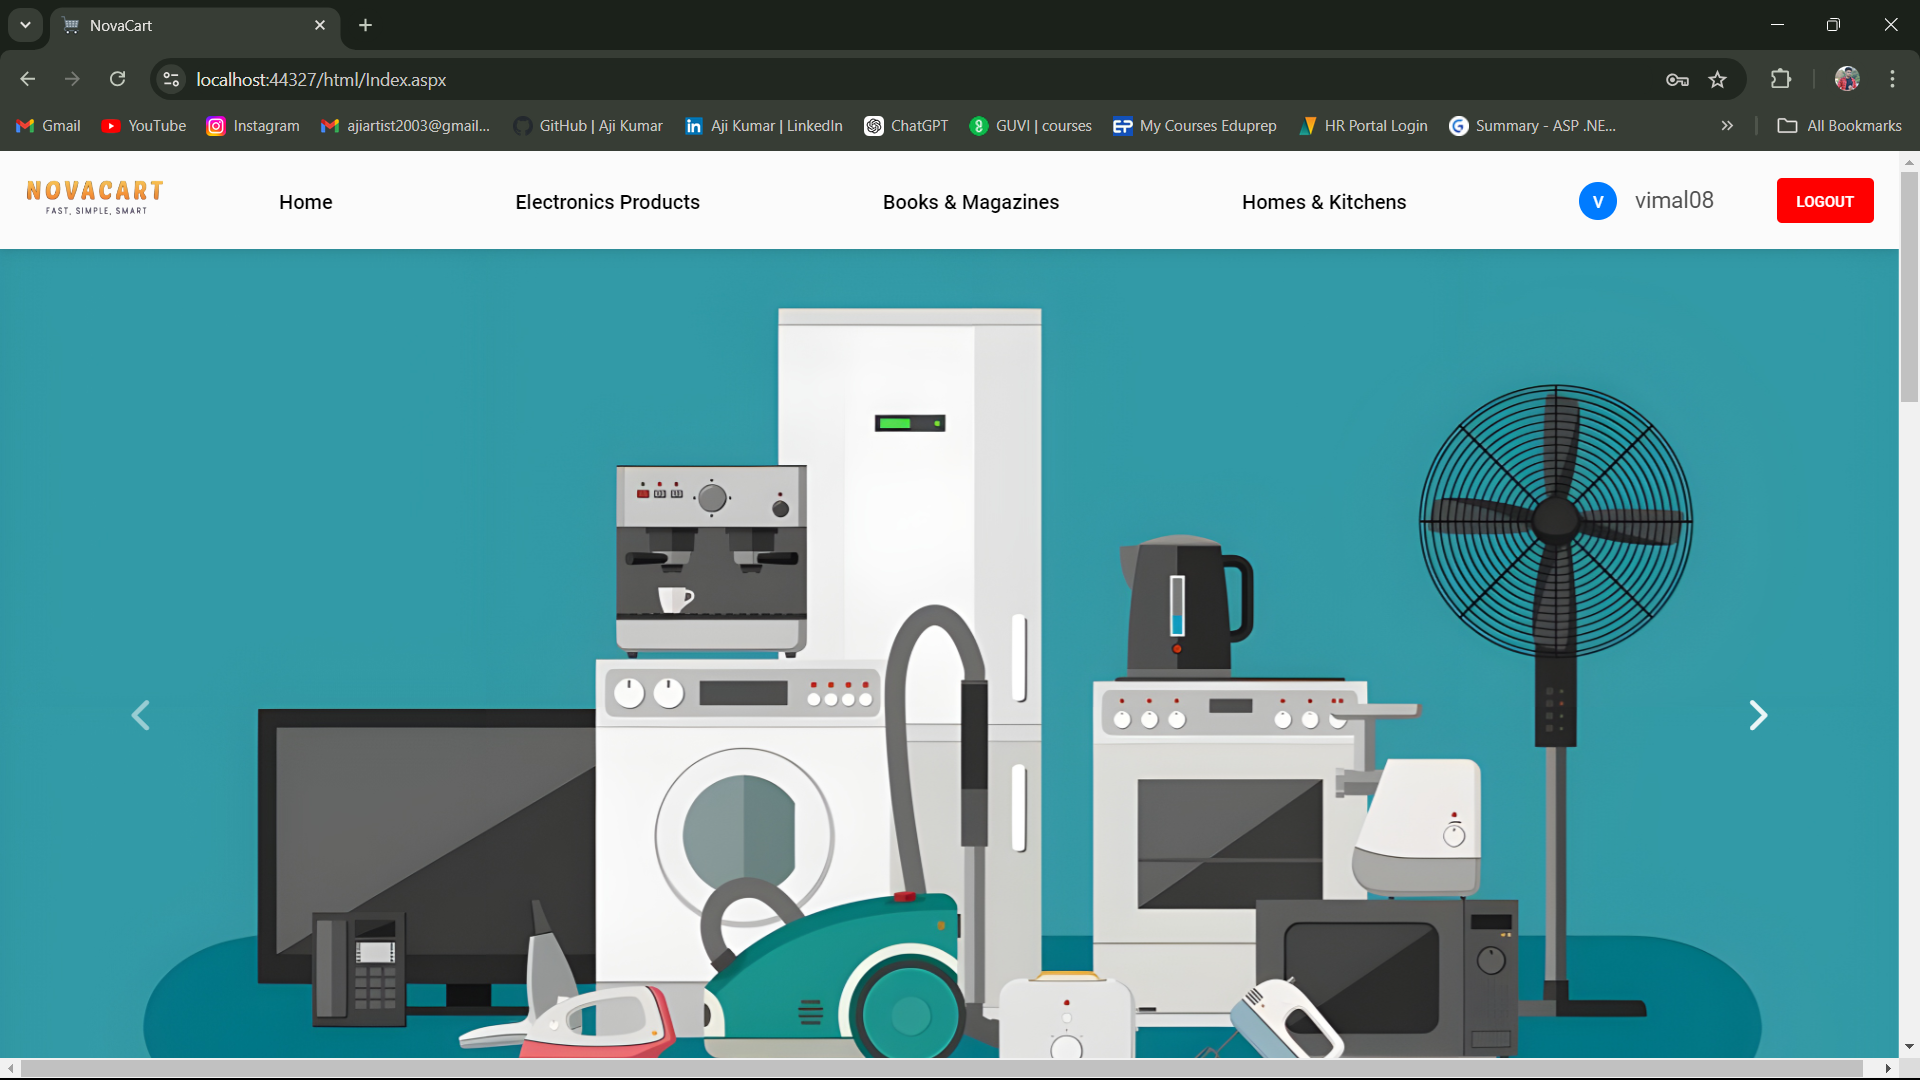 NovaCart
localhost:44327/html/Index.aspx
Gmail YouTube Instagram ajiartist2003@gmail... GitHub | Aji Kumar Aji Kumar | LinkedIn ChatGPT GUVI | courses My Courses Eduprep HR Portal Login Summary - ASP .NE... All Bookmarks
NOVACART
FAST, SIMPLE, SMART
Home Electronics Products Books & Magazines Homes & Kitchens V vimal08 LOGOUT